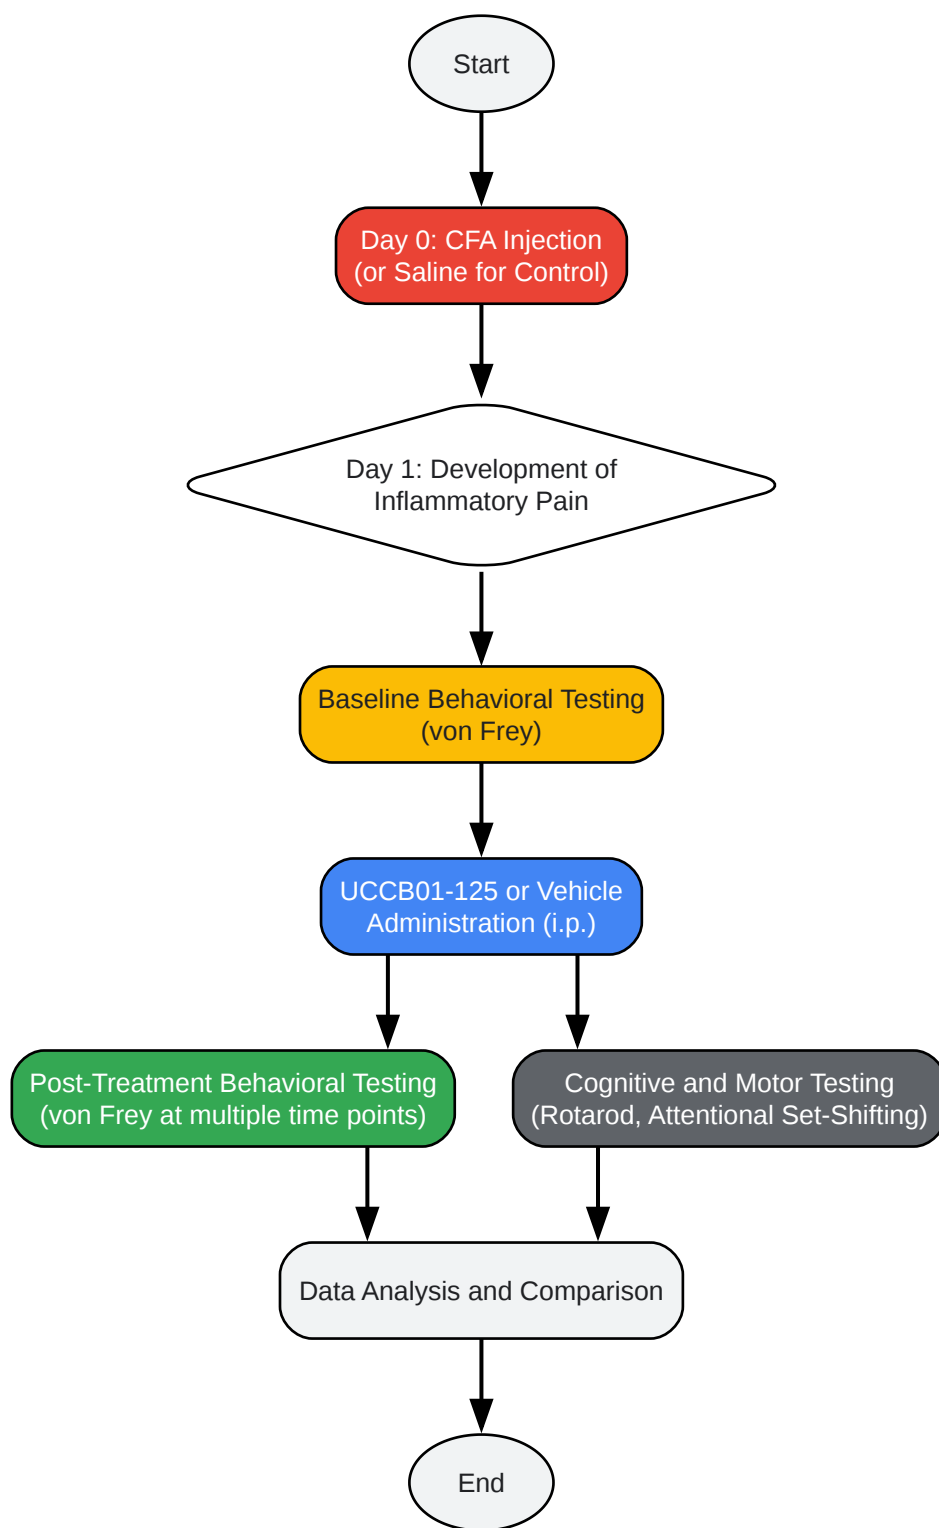 Start
Day 0: CFA Injection
(or Saline for Control)
Day 1: Development of
Inflammatory Pain
Baseline Behavioral Testing
(von Frey)
UCCB01-125 or Vehicle
Administration (i.p.)
Post-Treatment Behavioral Testing
(von Frey at multiple time points)
Cognitive and Motor Testing
(Rotarod, Attentional Set-Shifting)
Data Analysis and Comparison
End